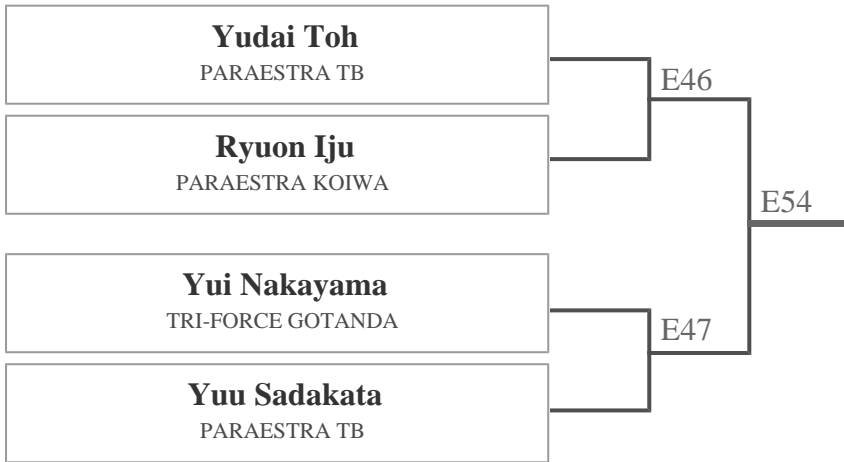 Yudai Toh
PARAESTRA TB
E46
Ryuon Iju
PARAESTRA KOIWA
E54
Yui Nakayama
TRI-FORCE GOTANDA
E47
Yuu Sadakata
PARAESTRA TB